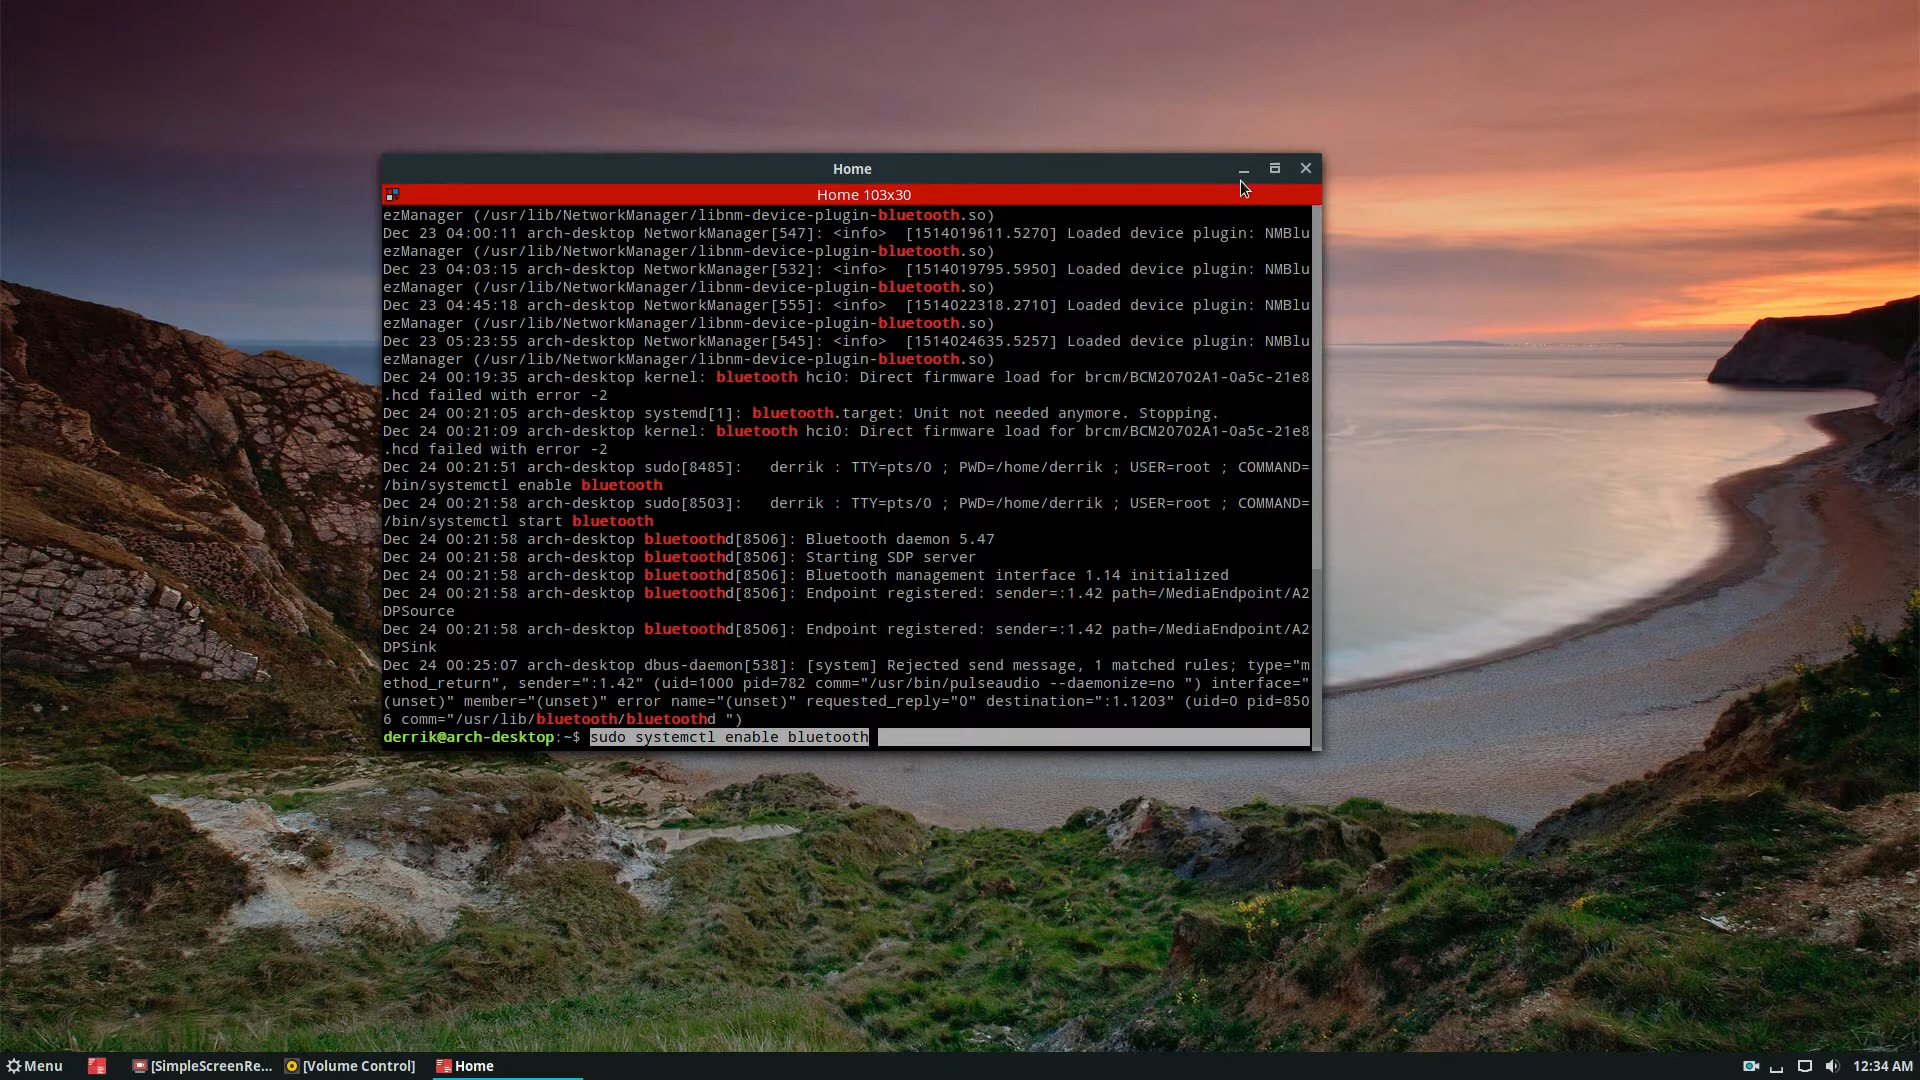 Home
Home 103x30
ezManager (/usr/lib/NetworkManager/libnm-device-plugin-bluetooth.so)
Dec 23 04:00:11 arch-desktop NetworkManager[547]: <info>  [1514019611.5270] Loaded device plugin: NMBlu
ezManager (/usr/lib/NetworkManager/libnm-device-plugin-bluetooth.so)
Dec 23 04:03:15 arch-desktop NetworkManager[532]: <info>  [1514019795.5950] Loaded device plugin: NMBlu
ezManager (/usr/lib/NetworkManager/libnm-device-plugin-bluetooth.so)
Dec 23 04:45:18 arch-desktop NetworkManager[555]: <info>  [1514022318.2710] Loaded device plugin: NMBlu
ezManager (/usr/lib/NetworkManager/libnm-device-plugin-bluetooth.so)
Dec 23 05:23:55 arch-desktop NetworkManager[545]: <info>  [1514024635.5257] Loaded device plugin: NMBlu
ezManager (/usr/lib/NetworkManager/libnm-device-plugin-bluetooth.so)
Dec 24 00:19:35 arch-desktop kernel: bluetooth hci0: Direct firmware load for brcm/BCM20702A1-0a5c-21e8
.hcd failed with error -2
Dec 24 00:21:05 arch-desktop systemd[1]: bluetooth.target: Unit not needed anymore. Stopping.
Dec 24 00:21:09 arch-desktop kernel: bluetooth hci0: Direct firmware load for brcm/BCM20702A1-0a5c-21e8
.hcd failed with error -2
Dec 24 00:21:51 arch-desktop sudo[8485]:   derrik : TTY=pts/0 ; PWD=/home/derrik ; USER=root ; COMMAND=
/bin/systemctl enable bluetooth
Dec 24 00:21:58 arch-desktop sudo[8503]:   derrik : TTY=pts/0 ; PWD=/home/derrik ; USER=root ; COMMAND=
/bin/systemctl start bluetooth
Dec 24 00:21:58 arch-desktop bluetoothd[8506]: Bluetooth daemon 5.47
Dec 24 00:21:58 arch-desktop bluetoothd[8506]: Starting SDP server
Dec 24 00:21:58 arch-desktop bluetoothd[8506]: Bluetooth management interface 1.14 initialized
Dec 24 00:21:58 arch-desktop bluetoothd[8506]: Endpoint registered: sender=:1.42 path=/MediaEndpoint/A2
DPSource
Dec 24 00:21:58 arch-desktop bluetoothd[8506]: Endpoint registered: sender=:1.42 path=/MediaEndpoint/A2
DPSink
Dec 24 00:25:07 arch-desktop dbus-daemon[538]: [system] Rejected send message, 1 matched rules; type="m
ethod_return", sender=":1.42" (uid=1000 pid=782 comm="/usr/bin/pulseaudio --daemonize=no ") interface="
(unset)" member="(unset)" error name="(unset)" requested_reply="0" destination=":1.1203" (uid=0 pid=850
6 comm="/usr/lib/bluetooth/bluetoothd ")
derrik@arch-desktop:~$ sudo systemctl enable bluetooth
Menu [SimpleScreenRe... [Volume Control] Home 12:34 AM